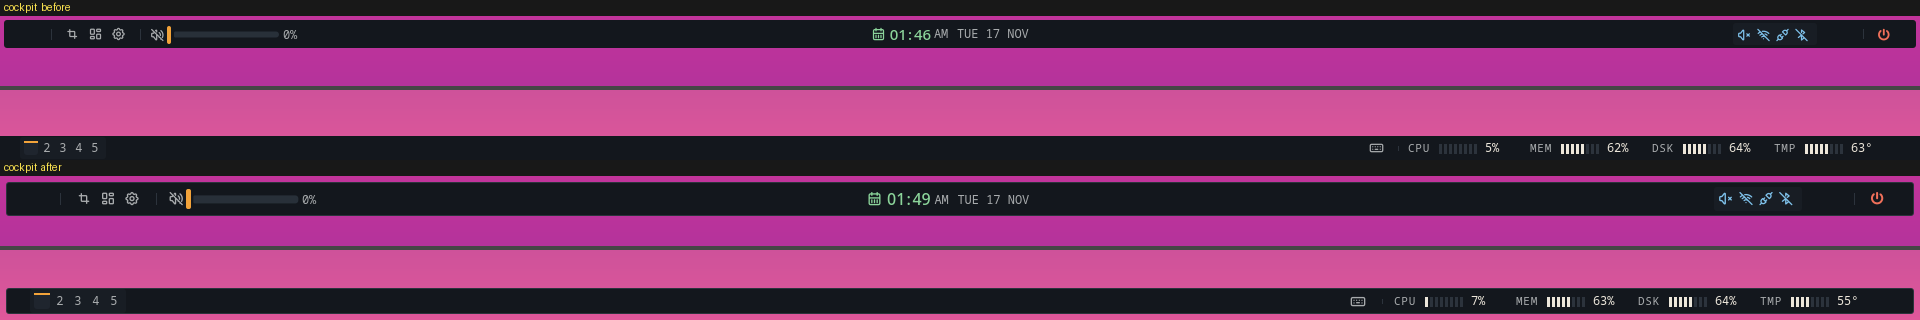 cockpit before
0% 01:46 AM TUE 17 NOV
2 3 4 5 CPU 5% MEM 62% DSK 64% TMP 63°
cockpit after
0% 01:49 AM TUE 17 NOV
2 3 4 5 CPU 7% MEM 63% DSK 64% TMP 55°